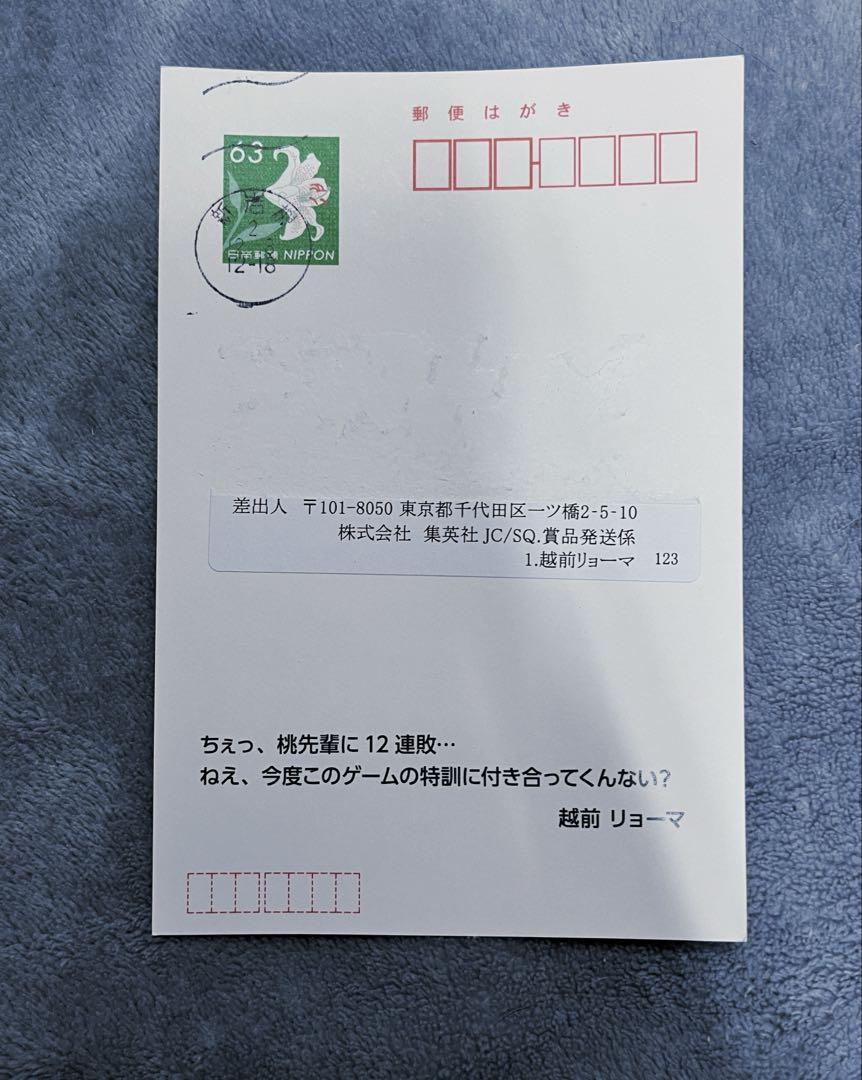 郵便はがき
63
日本郵便 NIPPON
12-18
差出人 〒101-8050 東京都千代田区一ツ橋2-5-10
株式会社 集英社 JC/SQ.賞品発送係
1.越前リョーマ 123
ちぇっ、桃先輩に12連敗…
ねえ、今度このゲームの特訓に付き合ってくんない?
越前 リョーマ